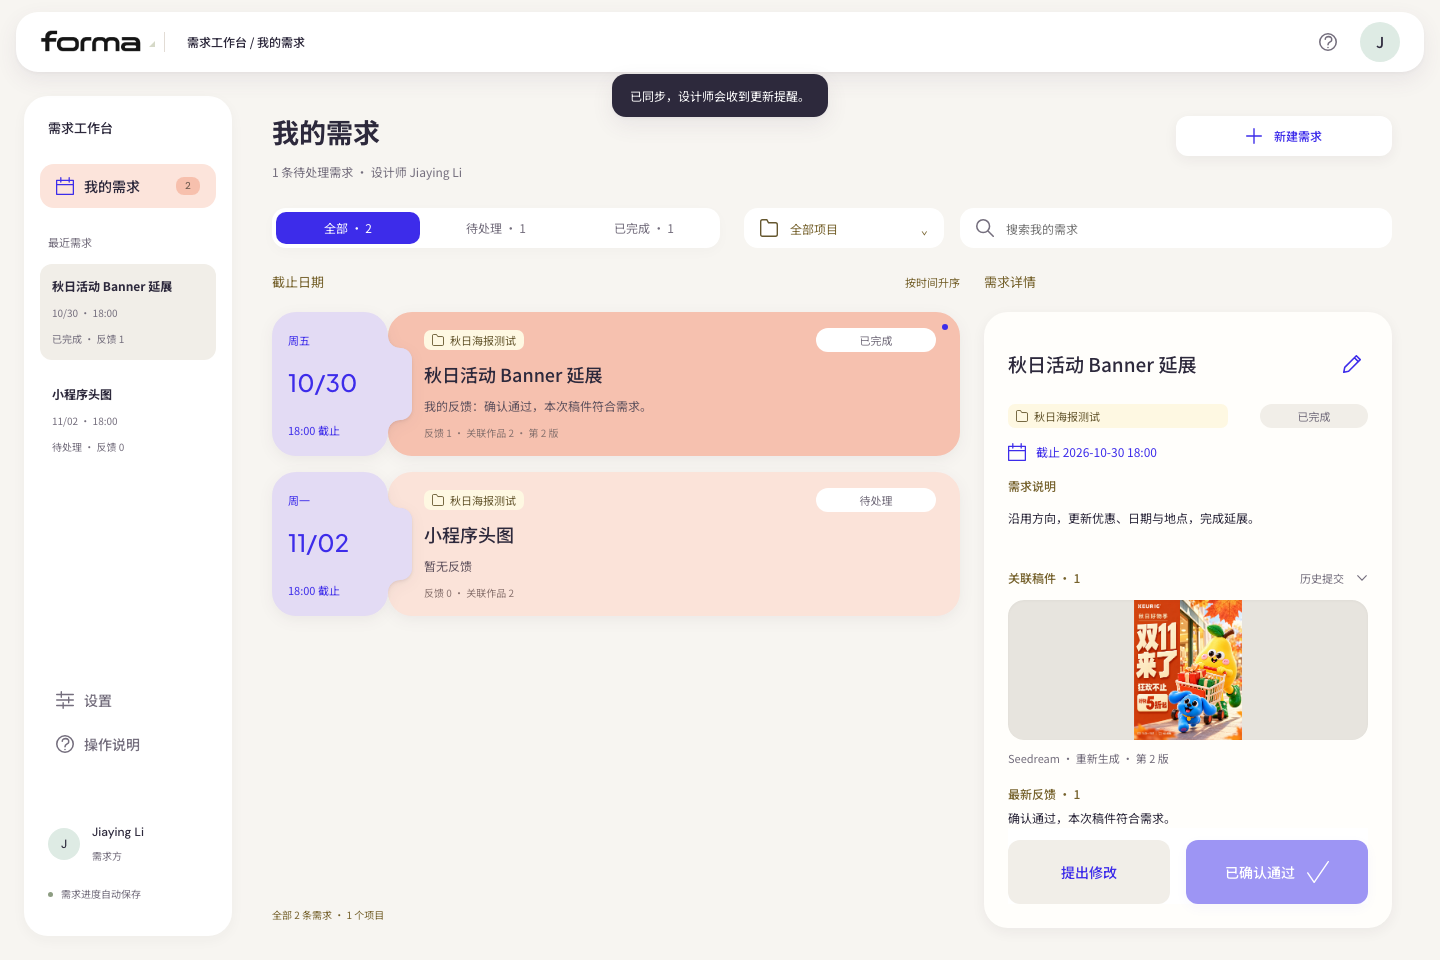 forma
需求工作台 / 我的需求
J
已同步，设计师会收到更新提醒。
需求工作台
我的需求
2
最近需求
秋日活动 Banner 延展
10/30 · 18:00
已完成 · 反馈 1
小程序头图
11/02 · 18:00
待处理 · 反馈 0
设置
操作说明
J
Jiaying Li
需求方
需求进度自动保存
我的需求
1 条待处理需求 · 设计师 Jiaying Li
新建需求
全部 · 2
待处理 · 1
已完成 · 1
全部项目
搜索我的需求
截止日期
按时间升序
周五
10/30
18:00 截止
秋日海报测试
已完成
秋日活动 Banner 延展
我的反馈：确认通过，本次稿件符合需求。
反馈 1 · 关联作品 2 · 第 2 版
周一
11/02
18:00 截止
秋日海报测试
待处理
小程序头图
暂无反馈
反馈 0 · 关联作品 2
全部 2 条需求 · 1 个项目
需求详情
秋日活动 Banner 延展
秋日海报测试
已完成
截止 2026-10-30 18:00
需求说明
沿用方向，更新优惠、日期与地点，完成延展。
关联稿件 · 1
历史提交
KEURIG
双11
来了
狂欢不止
5折起
Seedream · 重新生成 · 第 2 版
最新反馈 · 1
确认通过，本次稿件符合需求。
提出修改
已确认通过